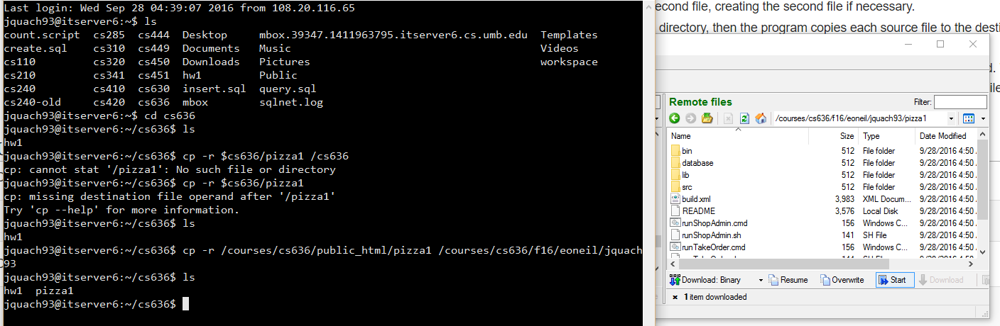 Last login: Wed Sep 28 04:39:07 2016 from 108.20.116.65
jquach93@itserver6:~$ ls
count.script  cs285  cs444  Desktop    mbox.39347.1411963795.itserver6.cs.umb.edu  Templates
create.sql    cs310  cs449  Documents  Music                                       Videos
cs110         cs320  cs450  Downloads  Pictures                                    workspace
cs210         cs341  cs451  hw1        Public
cs240         cs410  cs630  insert.sql query.sql
cs240-old     cs420  cs636  mbox       sqlnet.log
jquach93@itserver6:~$ cd cs636
jquach93@itserver6:~/cs636$ ls
hw1
jquach93@itserver6:~/cs636$ cp -r $cs636/pizza1 /cs636
cp: cannot stat '/pizza1': No such file or directory
jquach93@itserver6:~/cs636$ cp -r $cs636/pizza1
cp: missing destination file operand after '/pizza1'
Try 'cp --help' for more information.
jquach93@itserver6:~/cs636$ ls
hw1
jquach93@itserver6:~/cs636$ cp -r /courses/cs636/public_html/pizza1 /courses/cs636/f16/eoneil/jquach
93
jquach93@itserver6:~/cs636$ ls
hw1  pizza1
jquach93@itserver6:~/cs636$
econd file, creating the second file if necessary.
directory, then the program copies each source file to the desti
d.
ile
Remote files Filter:
/courses/cs636/f16/eoneil/jquach93/pizza1
Name Size Type Date Modified
bin 512 File folder 9/28/2016 4:50
database 512 File folder 9/28/2016 4:50
lib 512 File folder 9/28/2016 4:50
src 512 File folder 9/28/2016 4:50
build.xml 3,983 XML Docum... 9/28/2016 4:50
README 3,576 Local Disk 9/28/2016 4:50
runShopAdmin.cmd 156 Windows C... 9/28/2016 4:50
runShopAdmin.sh 141 SH File 9/28/2016 4:50
runTakeOrder.cmd 156 Windows C... 9/28/2016 4:50
Download: Binary Resume Overwrite Start Download
1 item downloaded